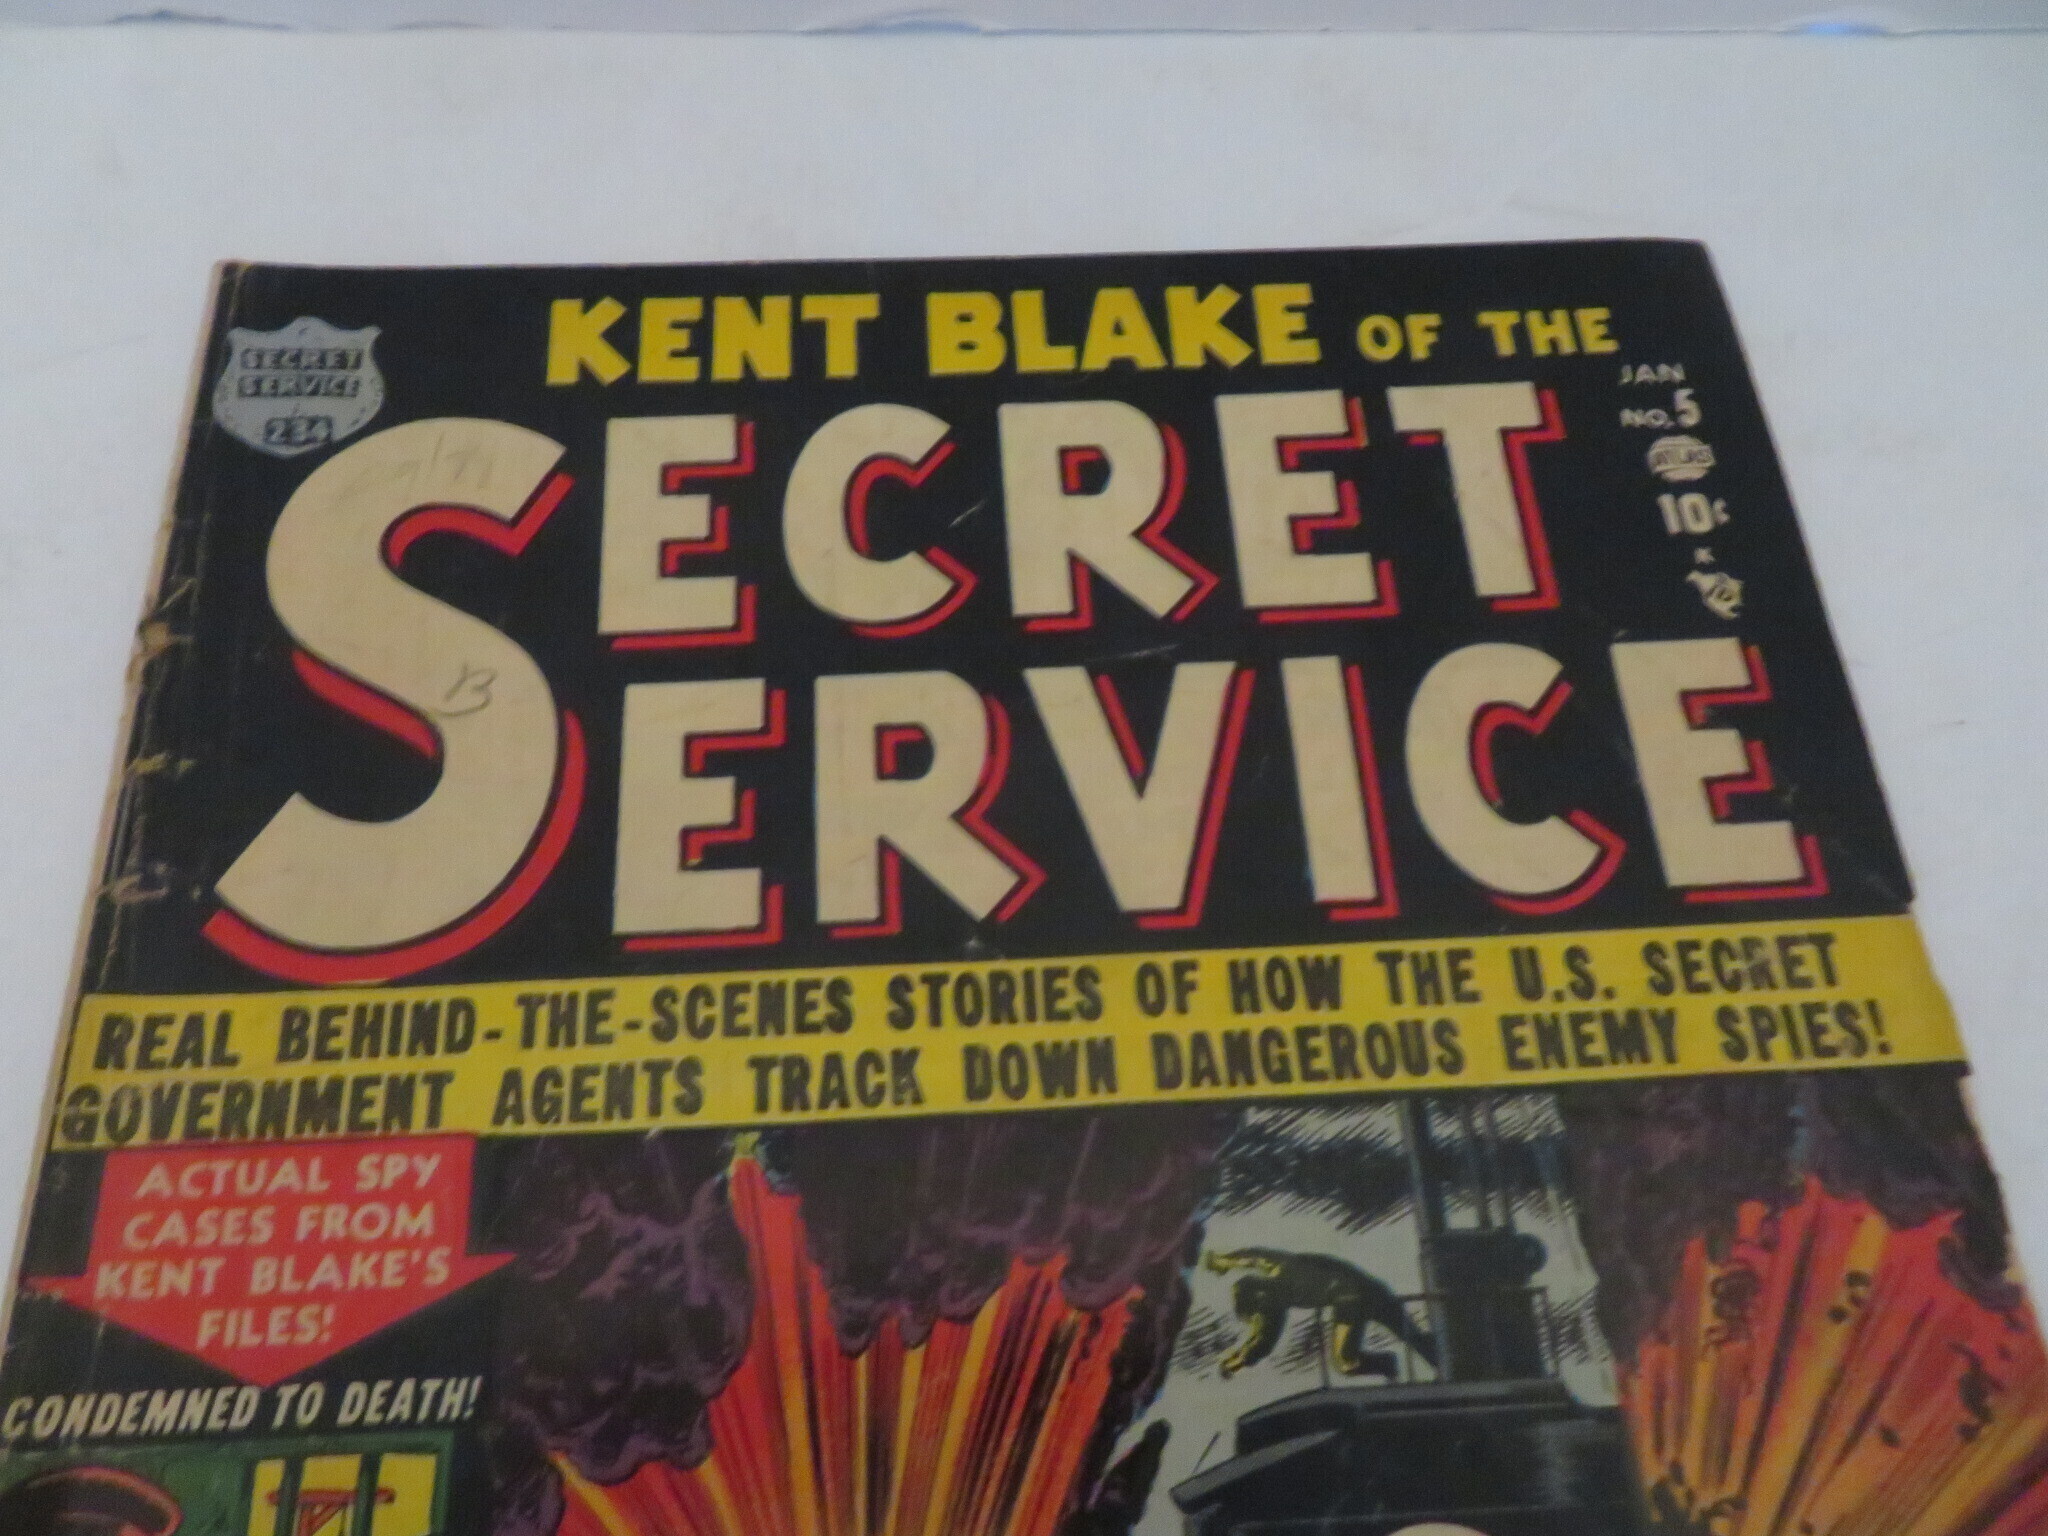 KENT BLAKE OF THE
SECRET
SERVICE
SECRET
SERVICE
234
JAN
NO. 5
ATLAS
10¢
K
B
REAL BEHIND-THE-SCENES STORIES OF HOW THE U.S. SECRET
GOVERNMENT AGENTS TRACK DOWN DANGEROUS ENEMY SPIES!
ACTUAL SPY
CASES FROM
KENT BLAKE'S
FILES!
CONDEMNED TO DEATH!